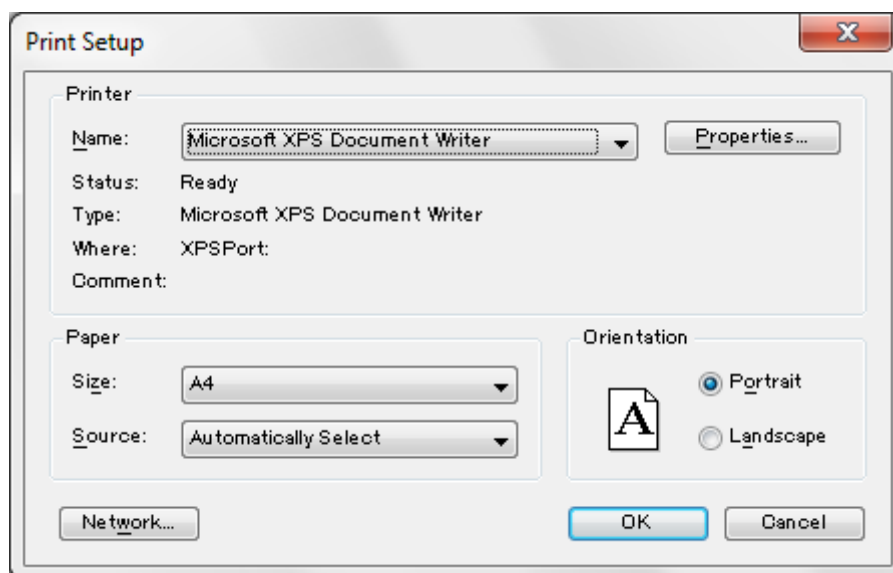 Print Setup
Printer
Name: Microsoft XPS Document Writer Properties...
Status: Ready
Type: Microsoft XPS Document Writer
Where: XPSPort:
Comment:
Paper
Size: A4
Source: Automatically Select
Orientation
A
Portrait
Landscape
Network... OK Cancel